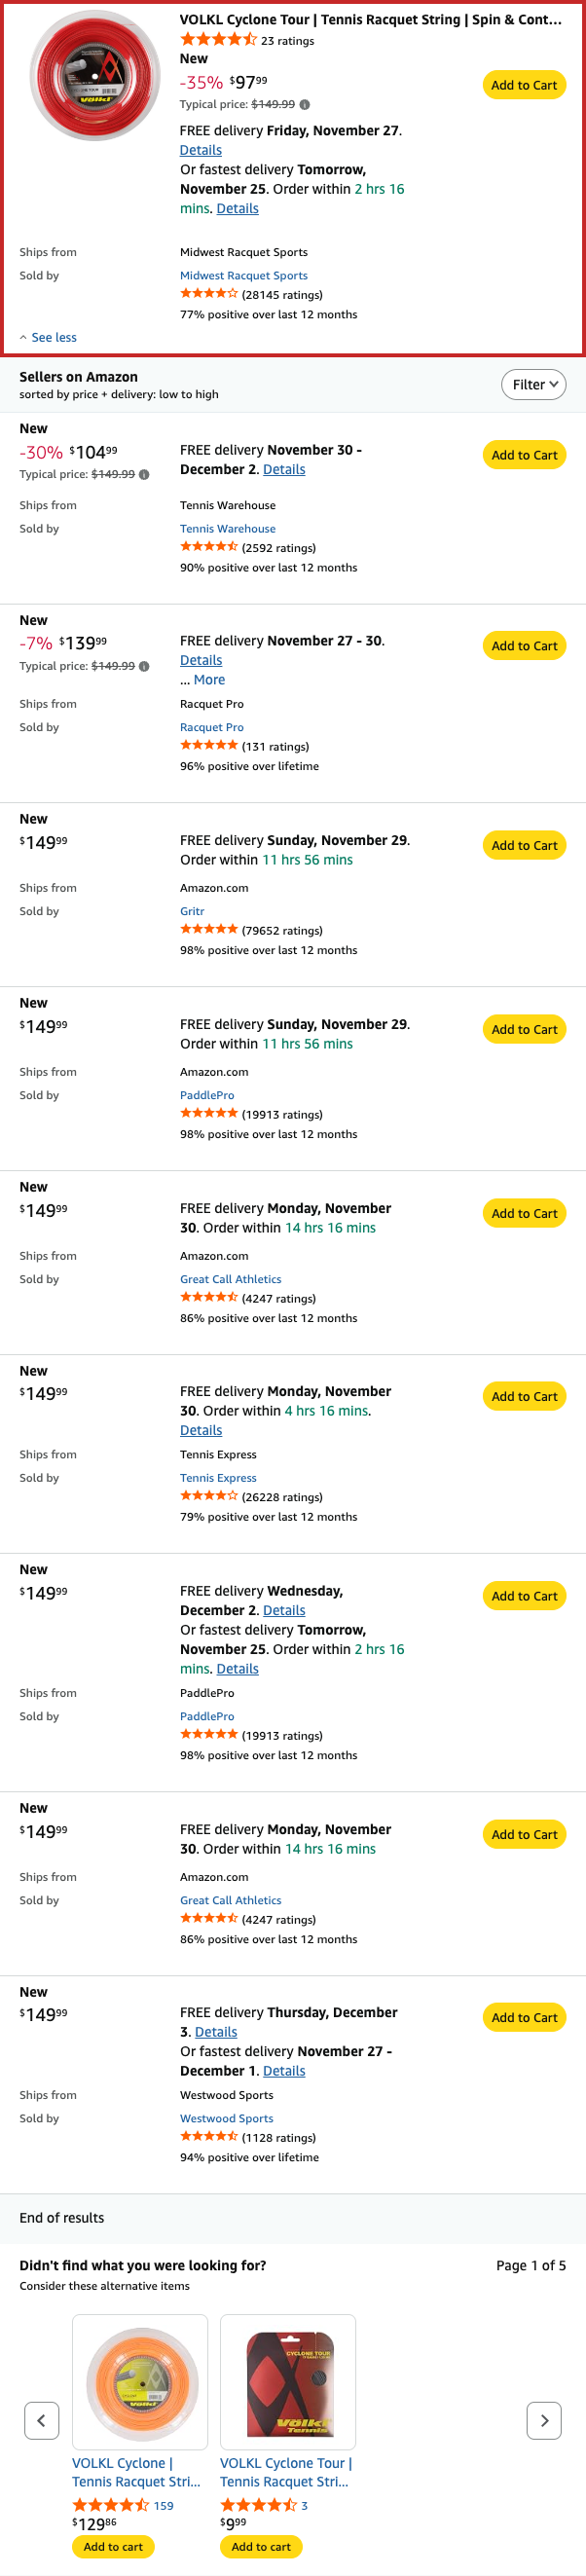 VOLKL Cyclone Tour | Tennis Racquet String | Spin & Cont...
23 ratings
New
-35% $97.99
Typical price: $149.99
Add to Cart
FREE delivery Friday, November 27.
Details
Or fastest delivery Tomorrow,
November 25. Order within 2 hrs 16
mins. Details
Ships from Midwest Racquet Sports
Sold by Midwest Racquet Sports
(28145 ratings)
77% positive over last 12 months
See less
Sellers on Amazon
sorted by price + delivery: low to high
Filter
New
-30% $104.99
Typical price: $149.99
FREE delivery November 30 -
December 2. Details
Add to Cart
Ships from Tennis Warehouse
Sold by Tennis Warehouse
(2592 ratings)
90% positive over last 12 months
New
-7% $139.99
Typical price: $149.99
FREE delivery November 27 - 30.
Details
... More
Add to Cart
Ships from Racquet Pro
Sold by Racquet Pro
(131 ratings)
96% positive over lifetime
New
$149.99
FREE delivery Sunday, November 29.
Order within 11 hrs 56 mins
Add to Cart
Ships from Amazon.com
Sold by Gritr
(79652 ratings)
98% positive over last 12 months
New
$149.99
FREE delivery Sunday, November 29.
Order within 11 hrs 56 mins
Add to Cart
Ships from Amazon.com
Sold by PaddlePro
(19913 ratings)
98% positive over last 12 months
New
$149.99
FREE delivery Monday, November
30. Order within 14 hrs 16 mins
Add to Cart
Ships from Amazon.com
Sold by Great Call Athletics
(4247 ratings)
86% positive over last 12 months
New
$149.99
FREE delivery Monday, November
30. Order within 4 hrs 16 mins.
Details
Add to Cart
Ships from Tennis Express
Sold by Tennis Express
(26228 ratings)
79% positive over last 12 months
New
$149.99
FREE delivery Wednesday,
December 2. Details
Or fastest delivery Tomorrow,
November 25. Order within 2 hrs 16
mins. Details
Add to Cart
Ships from PaddlePro
Sold by PaddlePro
(19913 ratings)
98% positive over last 12 months
New
$149.99
FREE delivery Monday, November
30. Order within 14 hrs 16 mins
Add to Cart
Ships from Amazon.com
Sold by Great Call Athletics
(4247 ratings)
86% positive over last 12 months
New
$149.99
FREE delivery Thursday, December
3. Details
Or fastest delivery November 27 -
December 1. Details
Add to Cart
Ships from Westwood Sports
Sold by Westwood Sports
(1128 ratings)
94% positive over lifetime
End of results
Didn't find what you were looking for?
Page 1 of 5
Consider these alternative items
VOLKL Cyclone |
Tennis Racquet Stri...
159
$129.86
Add to cart
CYCLONE TOUR
Völkl
Tennis
VOLKL Cyclone Tour |
Tennis Racquet Stri...
3
$9.99
Add to cart